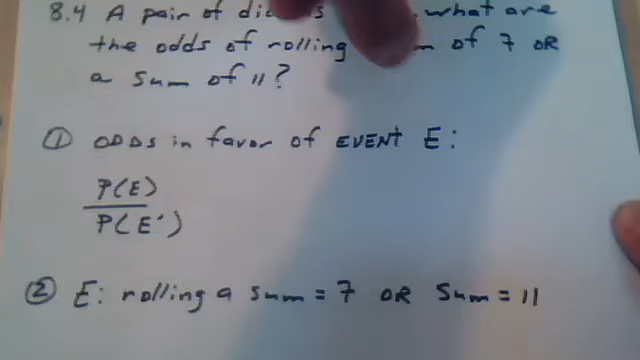 8.4 A pair of dic s what are
the odds of rolling m of 7 OR
a sum of 11?
① ODDS in favor of EVENT E:
P(E)
P(E')
② E: rolling a sum = 7 OR sum = 11